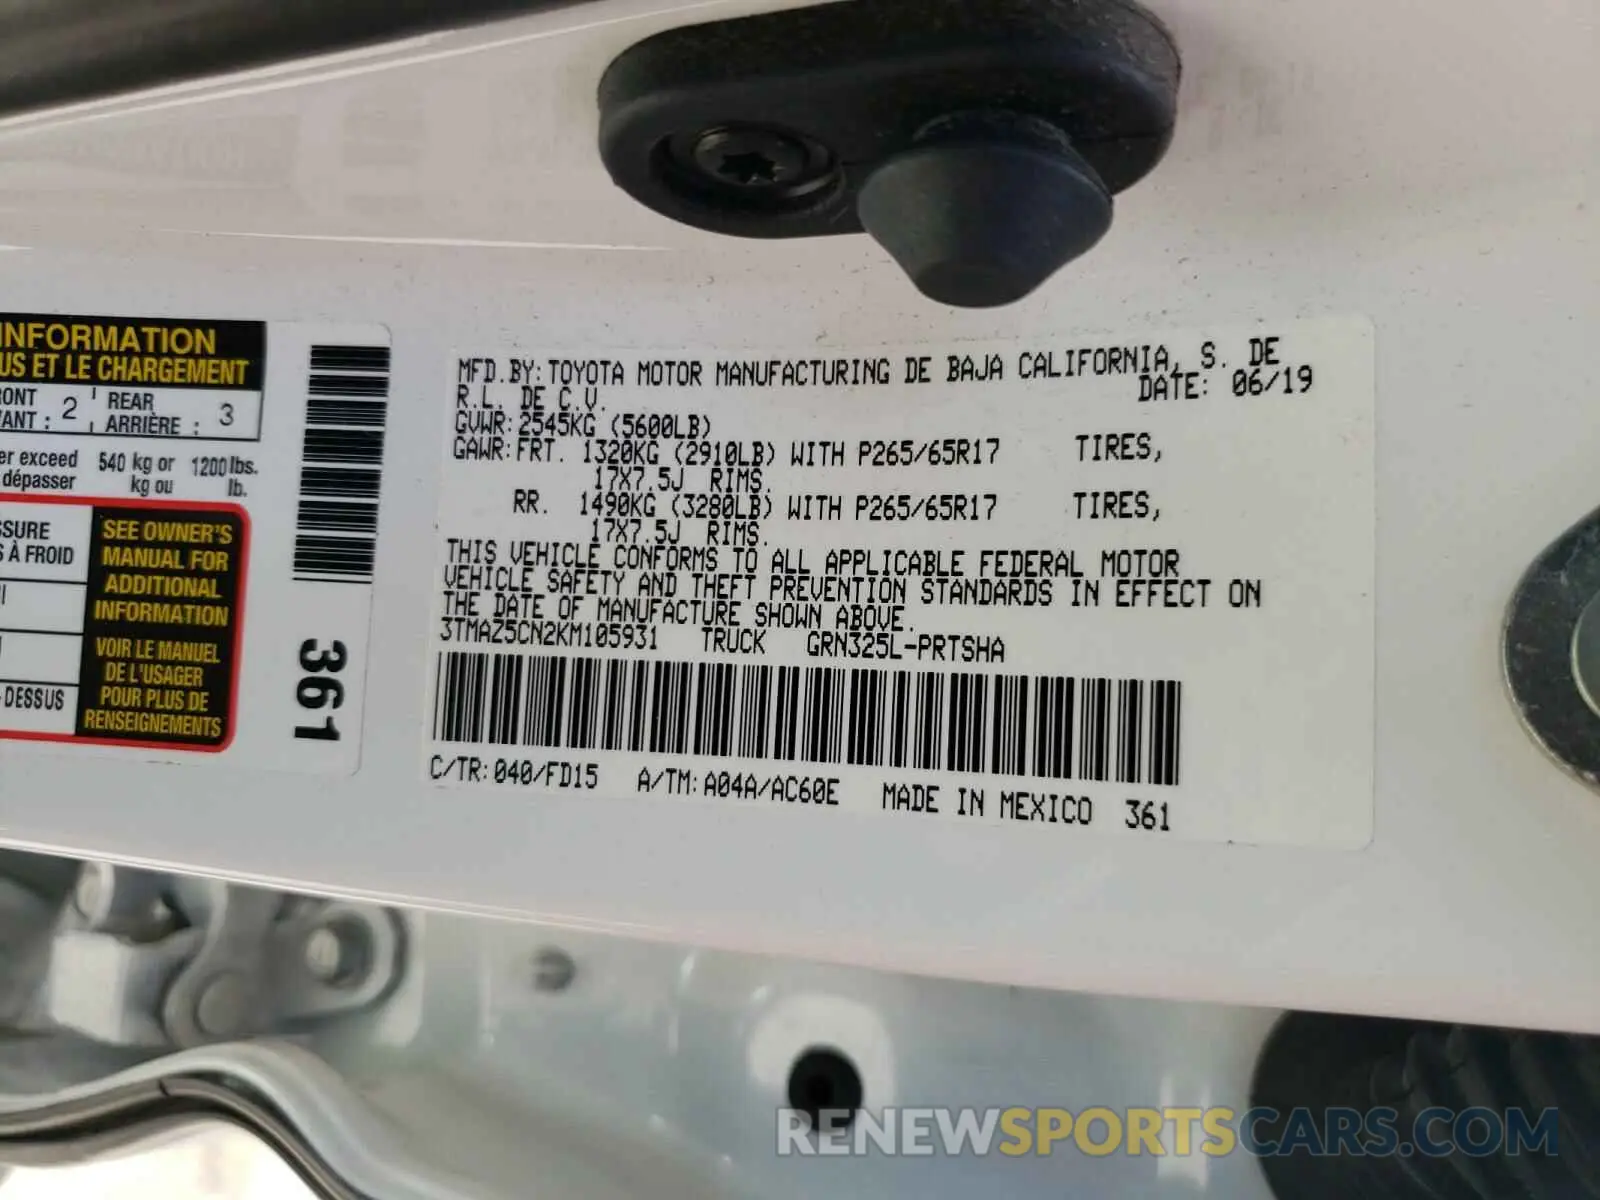 INFORMATION
US ET LE CHARGEMENT
2
REAR
ARRIÈRE : 3
er exceed 540 kg or 1200 lbs.
dépasser kg ou lb.
SSURE
S À FROID
DESSUS
SEE OWNER'S
MANUAL FOR
ADDITIONAL
INFORMATION
VOIR LE MANUEL
DE L'USAGER
POUR PLUS DE
RENSEIGNEMENTS
361
MFD.BY:TOYOTA MOTOR MANUFACTURING DE BAJA CALIFORNIA, S. DE
R.L. DE C.V. DATE: 06/19
GVWR:2545KG (5600LB)
GAWR:FRT. 1320KG (2910LB) WITH P265/65R17 TIRES,
17X7.5J RIMS.
RR. 1490KG (3280LB) WITH P265/65R17 TIRES,
17X7.5J RIMS.
THIS VEHICLE CONFORMS TO ALL APPLICABLE FEDERAL MOTOR
VEHICLE SAFETY AND THEFT PREVENTION STANDARDS IN EFFECT ON
THE DATE OF MANUFACTURE SHOWN ABOVE.
3TMAZ5CN2KM105931 TRUCK GRN325L-PRTSHA
C/TR:040/FD15 A/TM:A04A/AC60E MADE IN MEXICO 361
RENEWSPORTSCARS.COM